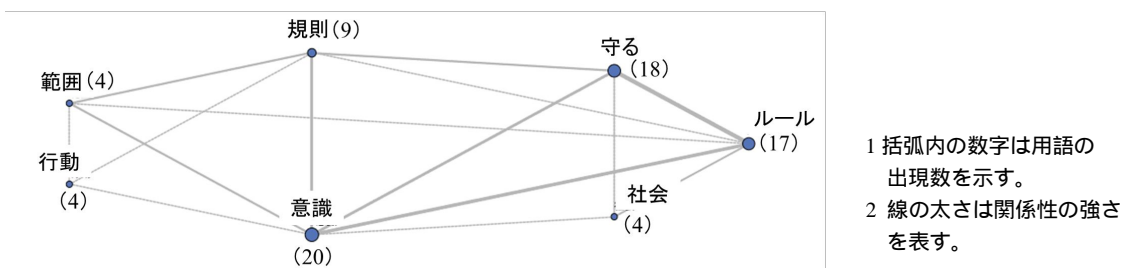 規則(9)
守る
(18)
範囲(4)
ルール
(17)
行動
(4)
社会
(4)
意識
(20)
1 括弧内の数字は用語の
出現数を示す。
2 線の太さは関係性の強さ
を表す。